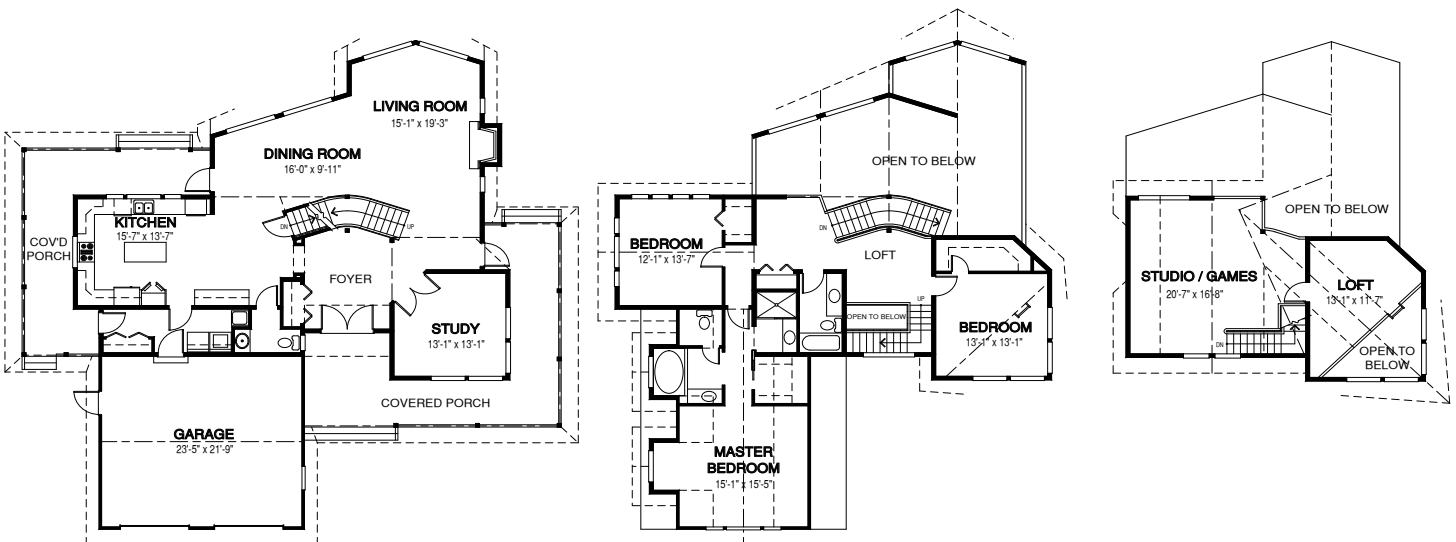 LIVING ROOM
15'-1" x 19'-3"
DINING ROOM
16'-0" x 9'-11"
KITCHEN
15'-7" x 13'-7"
COV'D
PORCH
DN
UP
FOYER
STUDY
13'-1" x 13'-1"
COVERED PORCH
GARAGE
23'-5" x 21'-9"
OPEN TO BELOW
BEDROOM
12'-1" x 13'-7"
DN
LOFT
UP
OPEN TO BELOW
BEDROOM
13'-1" x 13'-1"
MASTER
BEDROOM
15'-1" x 15'-5"
OPEN TO BELOW
STUDIO / GAMES
20'-7" x 16'-8"
LOFT
13'-1" x 11'-7"
DN
OPEN TO
BELOW